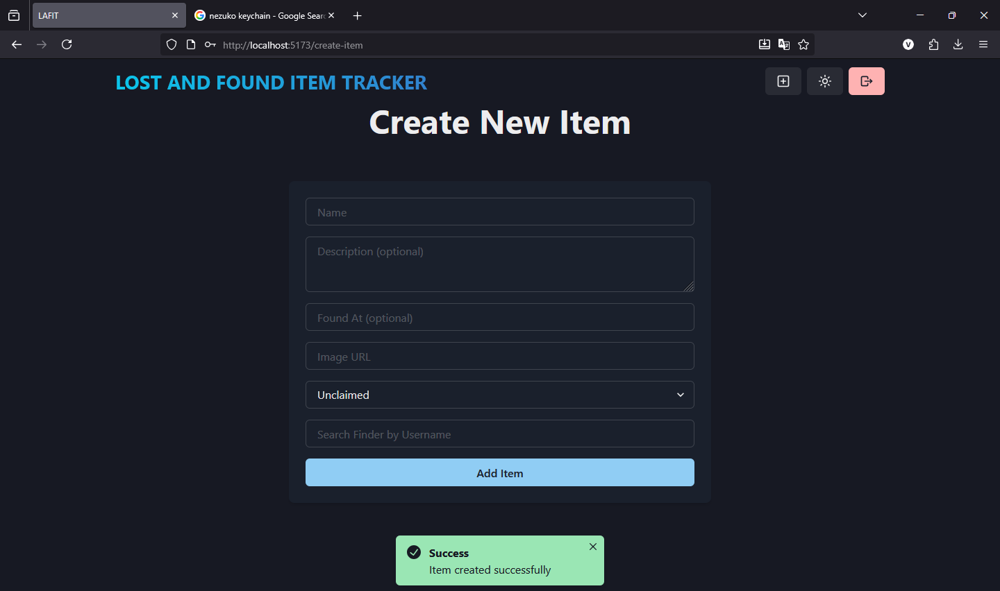 LAFIT
nezuko keychain - Google Sear
http://localhost:5173/create-item
V
LOST AND FOUND ITEM TRACKER
Create New Item
Name
Description (optional)
Found At (optional)
Image URL
Unclaimed
Search Finder by Username
Add Item
Success
Item created successfully